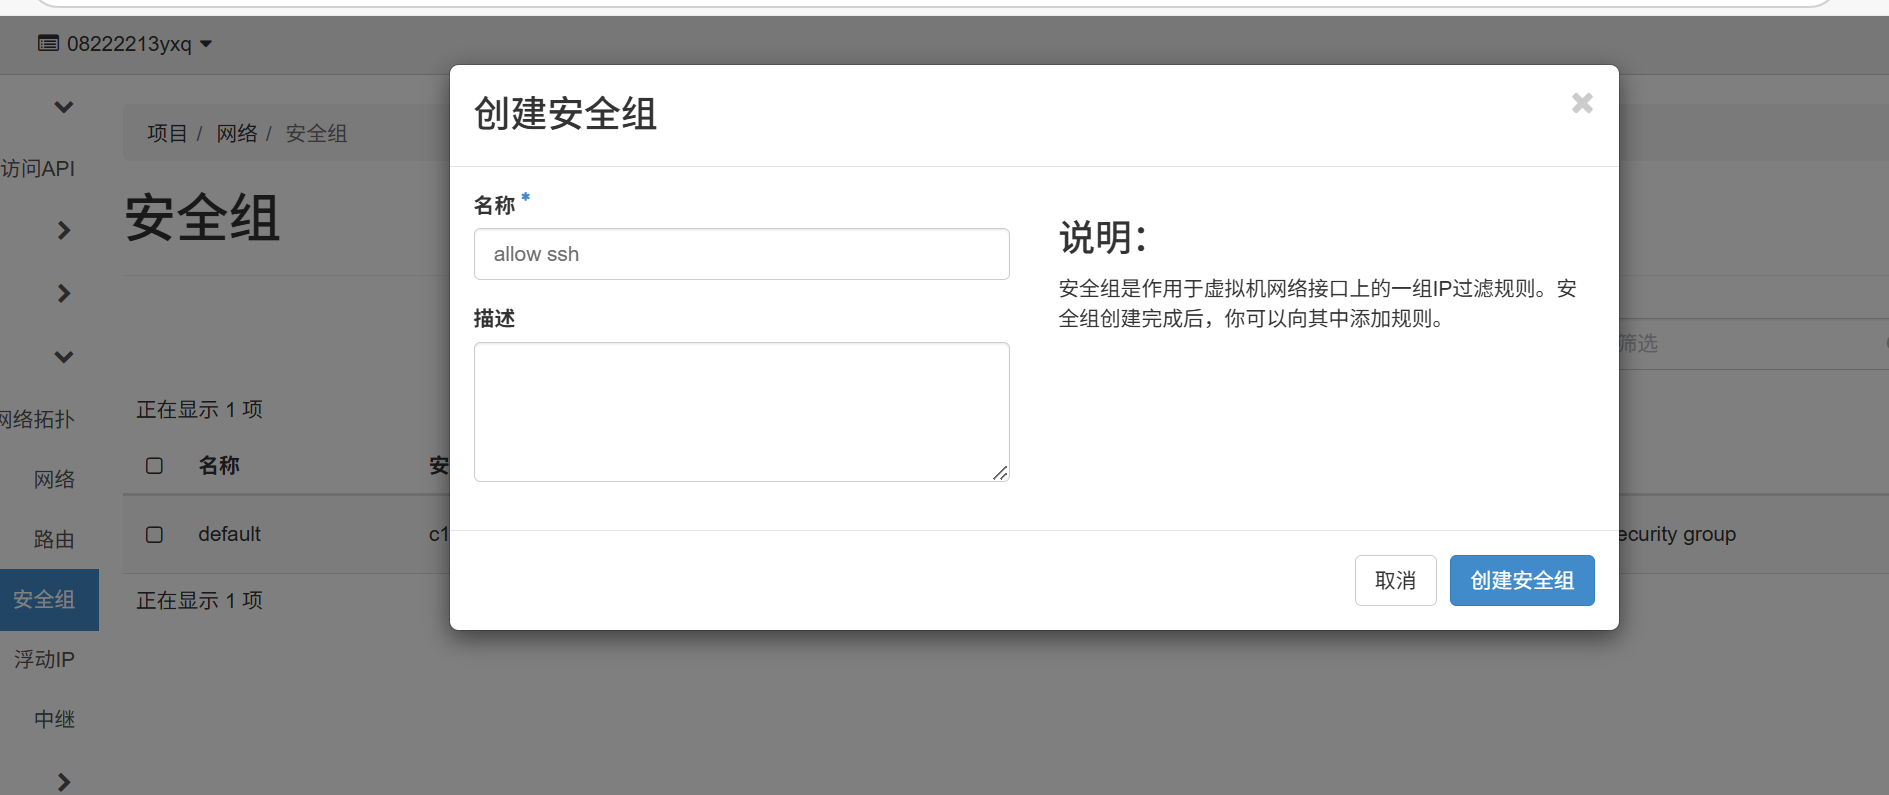 08222213yxq
创建安全组
项目 / 网络 / 安全组
访问API
安全组
名称 *
allow ssh
说明：
安全组是作用于虚拟机网络接口上的一组IP过滤规则。安
全组创建完成后，你可以向其中添加规则。
描述
筛选
正在显示 1 项
网络拓扑
名称 安
网络
default c1 ecurity group
路由
取消 创建安全组
安全组
正在显示 1 项
浮动IP
中继